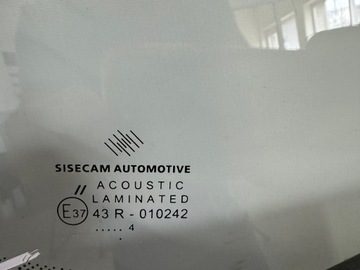 SISECAM AUTOMOTIVE
ACOUSTIC
// LAMINATED
E37 43 R - 010242
..... 4
.